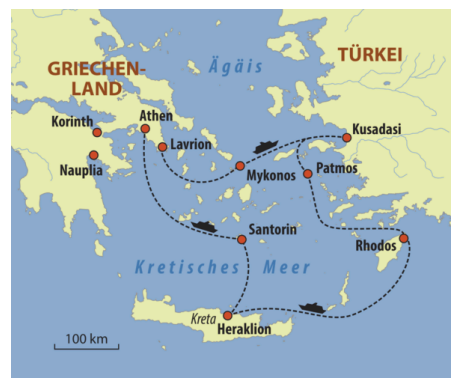 Ägäis
TÜRKEI
GRIECHEN-
LAND
Korinth
Athen
Kusadasi
Lavrion
Nauplia
Mykonos
Patmos
Santorin
Rhodos
Kretisches Meer
Kreta
Heraklion
100 km